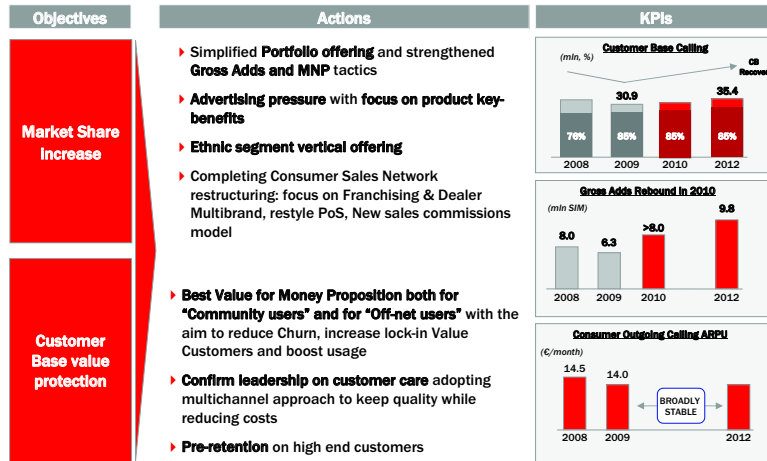 Objectives
Actions
KPIs
Market Share
increase
Simplified Portfolio offering and strengthened
Gross Adds and MNP tactics
Advertising pressure with focus on product key-
benefits
Ethnic segment vertical offering
Completing Consumer Sales Network
restructuring: focus on Franchising & Dealer
Multibrand, restyle PoS, New sales commissions
model
Customer
Base value
protection
Best Value for Money Proposition both for
“Community users” and for “Off-net users” with the
aim to reduce Churn, increase lock-in Value
Customers and boost usage
Confirm leadership on customer care adopting
multichannel approach to keep quality while
reducing costs
Pre-retention on high end customers
Customer Base Calling
(mln, %)
CB
Recover
30.9
35.4
76%
85%
85%
85%
2008
2009
2010
2012
Gross Adds Rebound in 2010
(mln SIM)
8.0
6.3
>8.0
9.8
2008
2009
2010
2012
Consumer Outgoing Calling ARPU
(€/month)
14.5
14.0
BROADLY
STABLE
2008
2009
2012